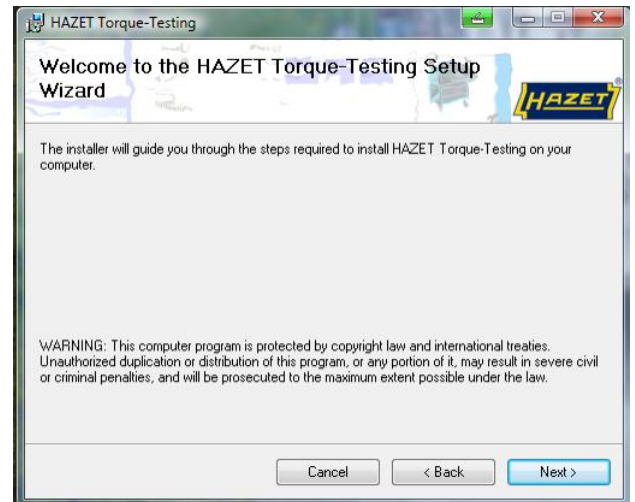 HAZET Torque-Testing
Welcome to the HAZET Torque-Testing Setup
Wizard
HAZET
The installer will guide you through the steps required to install HAZET Torque-Testing on your
computer.
WARNING: This computer program is protected by copyright law and international treaties.
Unauthorized duplication or distribution of this program, or any portion of it, may result in severe civil
or criminal penalties, and will be prosecuted to the maximum extent possible under the law.
Cancel
< Back
Next >